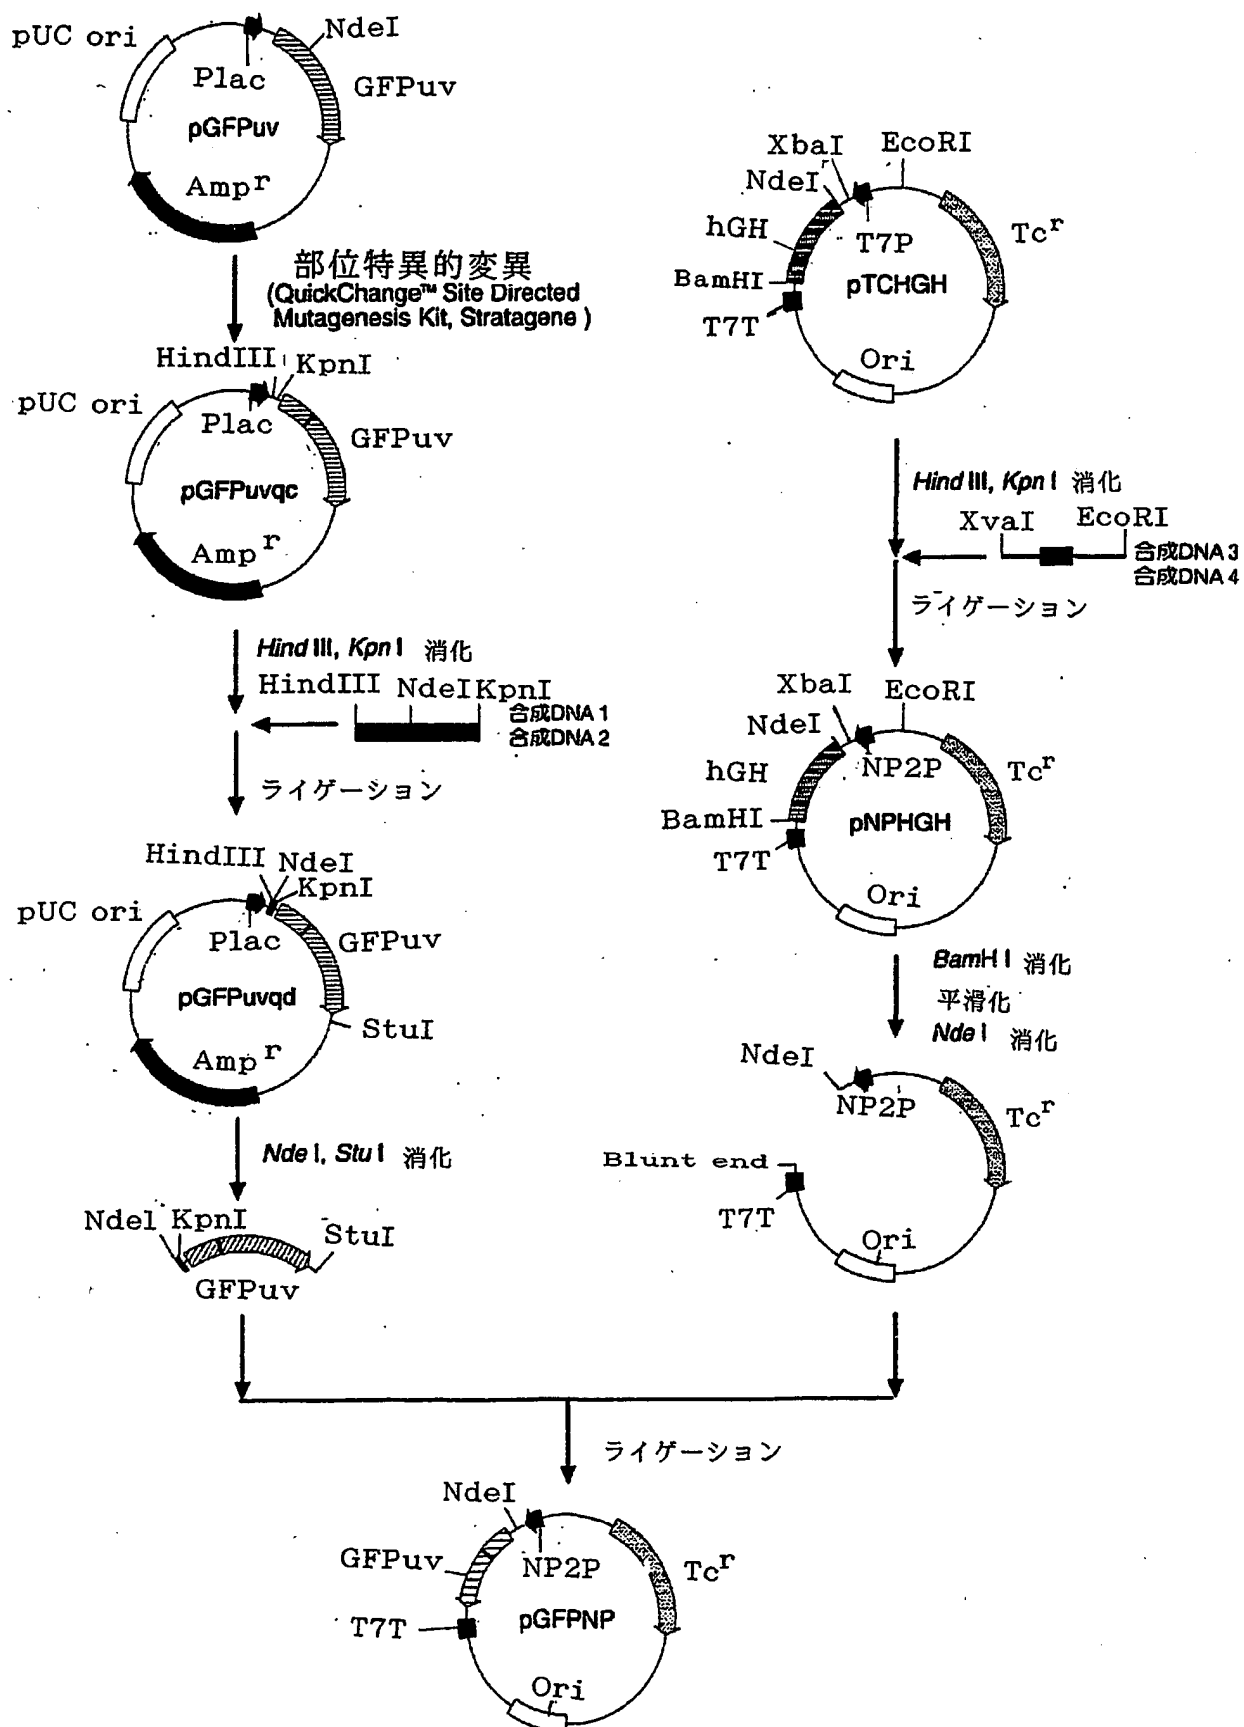 pUC ori
NdeI
Plac
GFPuv
pGFPuv
Amp r
部位特異的変異
(QuickChange™ Site Directed
Mutagenesis Kit, Stratagene )
HindIII KpnI
pUC ori
Plac
GFPuv
pGFPuvqc
Amp r
Hind III, Kpn I 消化
HindIII NdeI KpnI
合成DNA 1
合成DNA 2
ライゲーション
HindIII NdeI
KpnI
pUC ori
Plac
GFPuv
pGFPuvqd
StuI
Amp r
Nde I, Stu I 消化
NdeI KpnI
StuI
GFPuv
XbaI EcoRI
NdeI
hGH
T7P
Tc r
BamHI
pTCHGH
T7T
Ori
Hind III, Kpn I 消化
XvaI EcoRI
合成DNA 3
合成DNA 4
ライゲーション
XbaI EcoRI
NdeI
hGH
NP2P
Tc r
BamHI
pNPHGH
T7T
Ori
BamH I 消化
平滑化
Nde I 消化
NdeI
NP2P
Tc r
Blunt end
T7T
Ori
ライゲーション
NdeI
GFPuv
NP2P
Tc r
T7T
pGFPNP
Ori